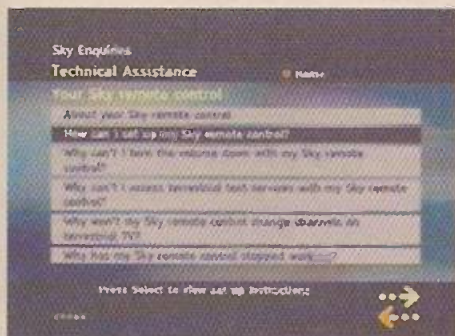 Sky Enquiries
Technical Assistance
Home
Your Sky remote control
About your Sky remote control
How can I set up my Sky remote control?
Why can't I turn the volume down with my Sky remote
control?
Why can't I access terrestrial text services with my Sky remote
control?
Why won't my Sky remote control change channels on
terrestrial TV?
Why has my Sky remote control stopped
Press Select to view set up instructions